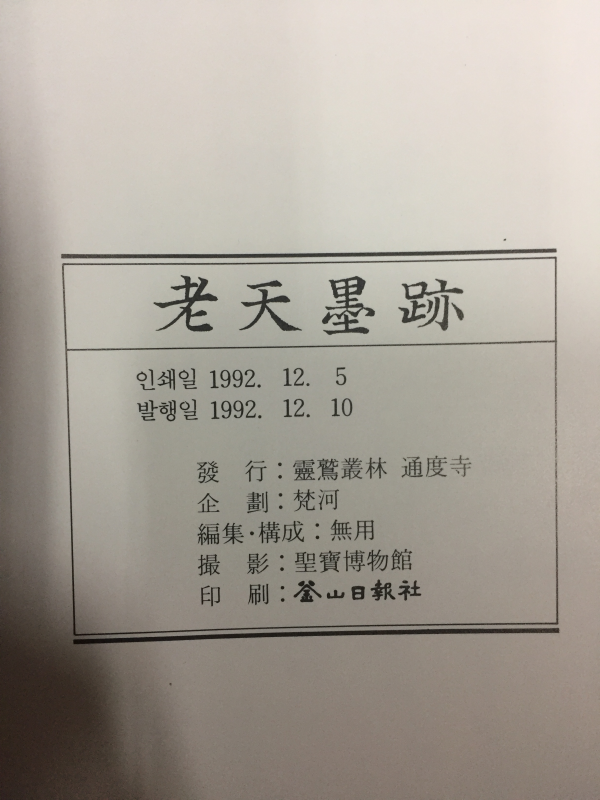 老天墨跡
인쇄일 1992. 12. 5
발행일 1992. 12. 10
發 行 : 靈鷲叢林 通度寺
企 劃 : 梵河
編集·構成 : 無用
撮 影 : 聖寶博物館
印 刷 : 釜山日報社